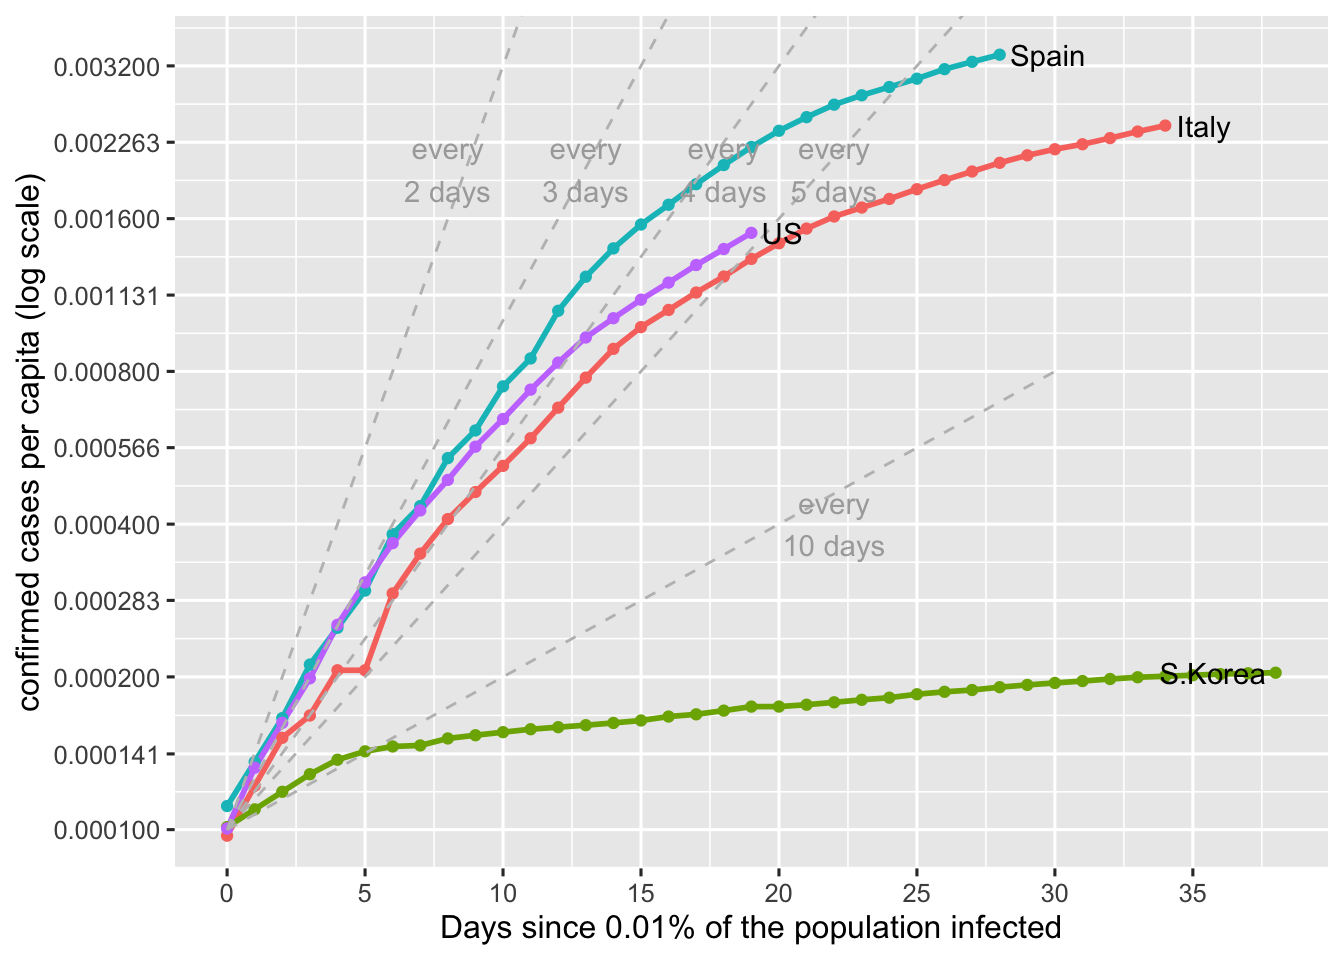 confirmed cases per capita (log scale)
0.003200
0.002263
0.001600
0.001131
0.000800
0.000566
0.000400
0.000283
0.000200
0.000141
0.000100
Spain
Italy
every
2 days
every
3 days
every
4 days
every
5 days
US
every
10 days
S.Korea
0
5
10
15
20
25
30
35
Days since 0.01% of the population infected